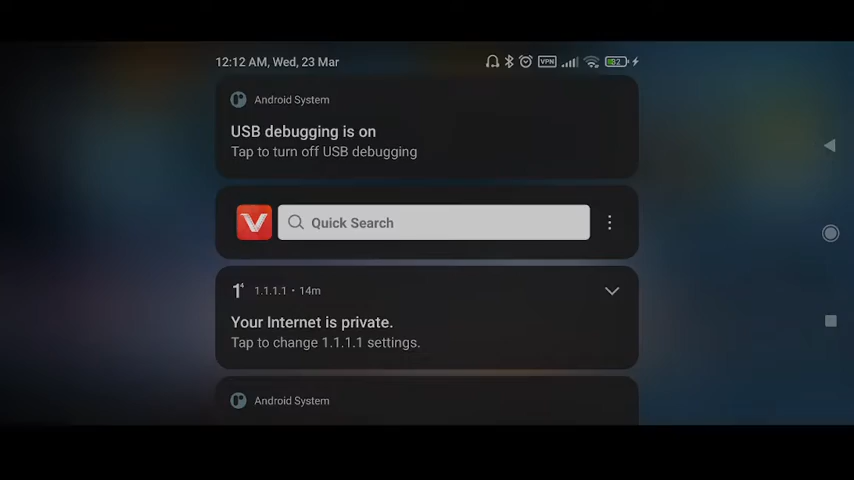 12:12 AM, Wed, 23 Mar
VPN
82
Android System
USB debugging is on
Tap to turn off USB debugging
Quick Search
1.1.1.1 • 14m
Your Internet is private.
Tap to change 1.1.1.1 settings.
Android System